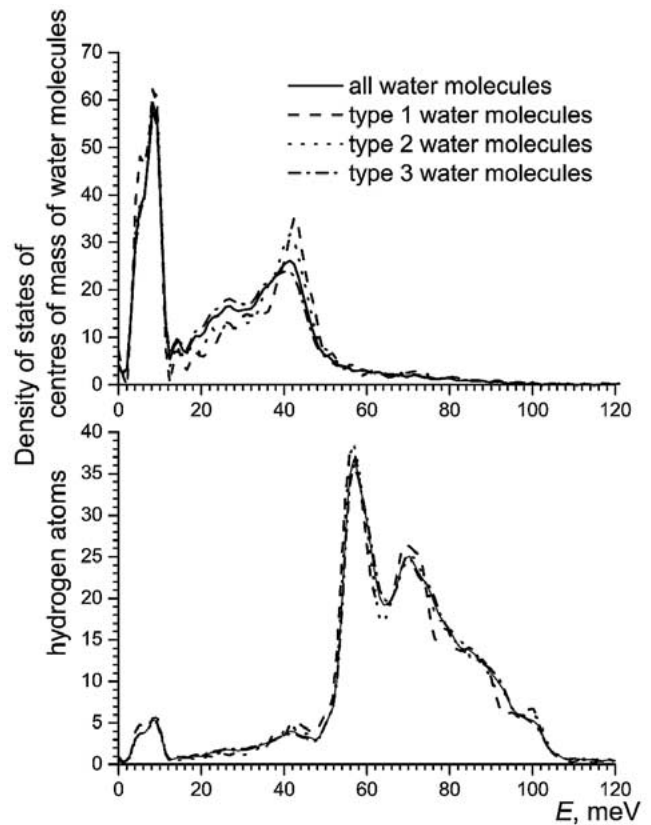 70
60
50
40
30
20
10
0
all water molecules
type 1 water molecules
type 2 water molecules
type 3 water molecules
Density of states of
centres of mass of water molecules
0 20 40 60 80 100 120
40
35
30
25
20
15
10
5
0
hydrogen atoms
0 20 40 60 80 100 120
E, meV